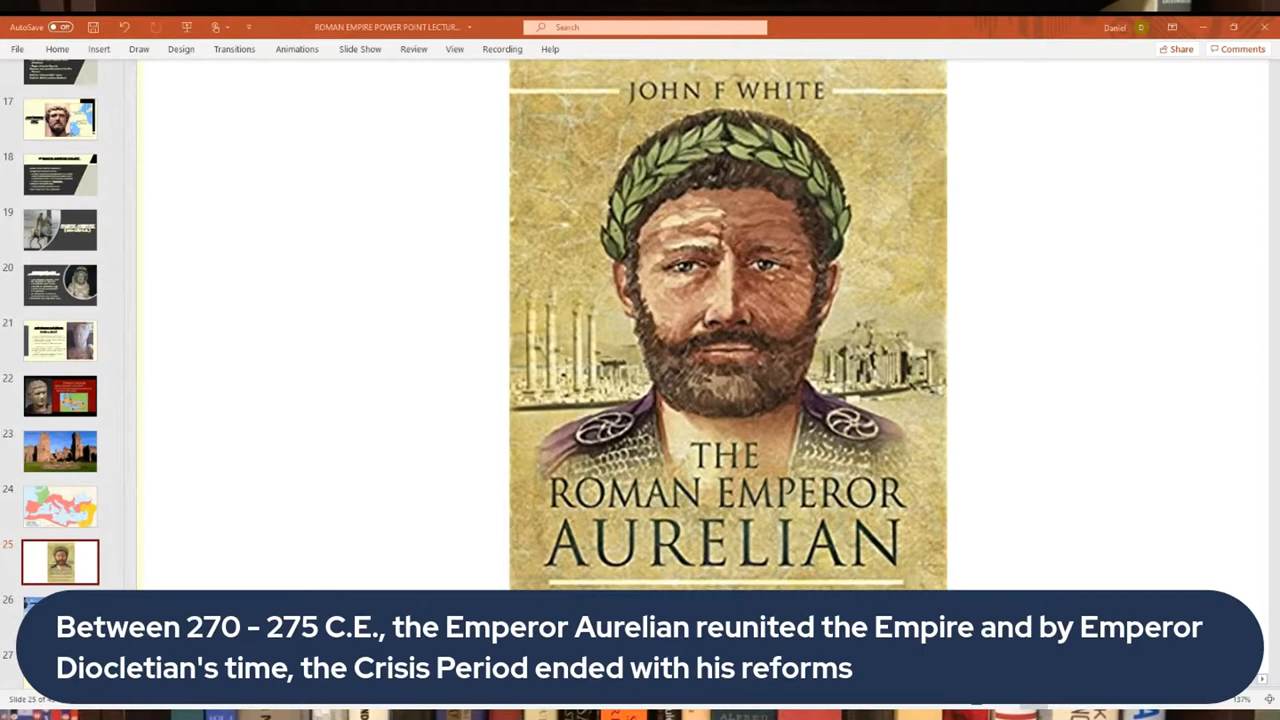 AutoSave
Off
ROMAN EMPIRE POWER POINT LECTUR...
Search
Daniel
D
File Home Insert Draw Design Transitions Animations Slide Show Review View Recording Help
Share
Comments
17
18
19
20
21
22
23
24
25
26
27
JOHN F WHITE
THE
ROMAN EMPEROR
AURELIAN
Between 270 - 275 C.E., the Emperor Aurelian reunited the Empire and by Emperor
Diocletian's time, the Crisis Period ended with his reforms
137%